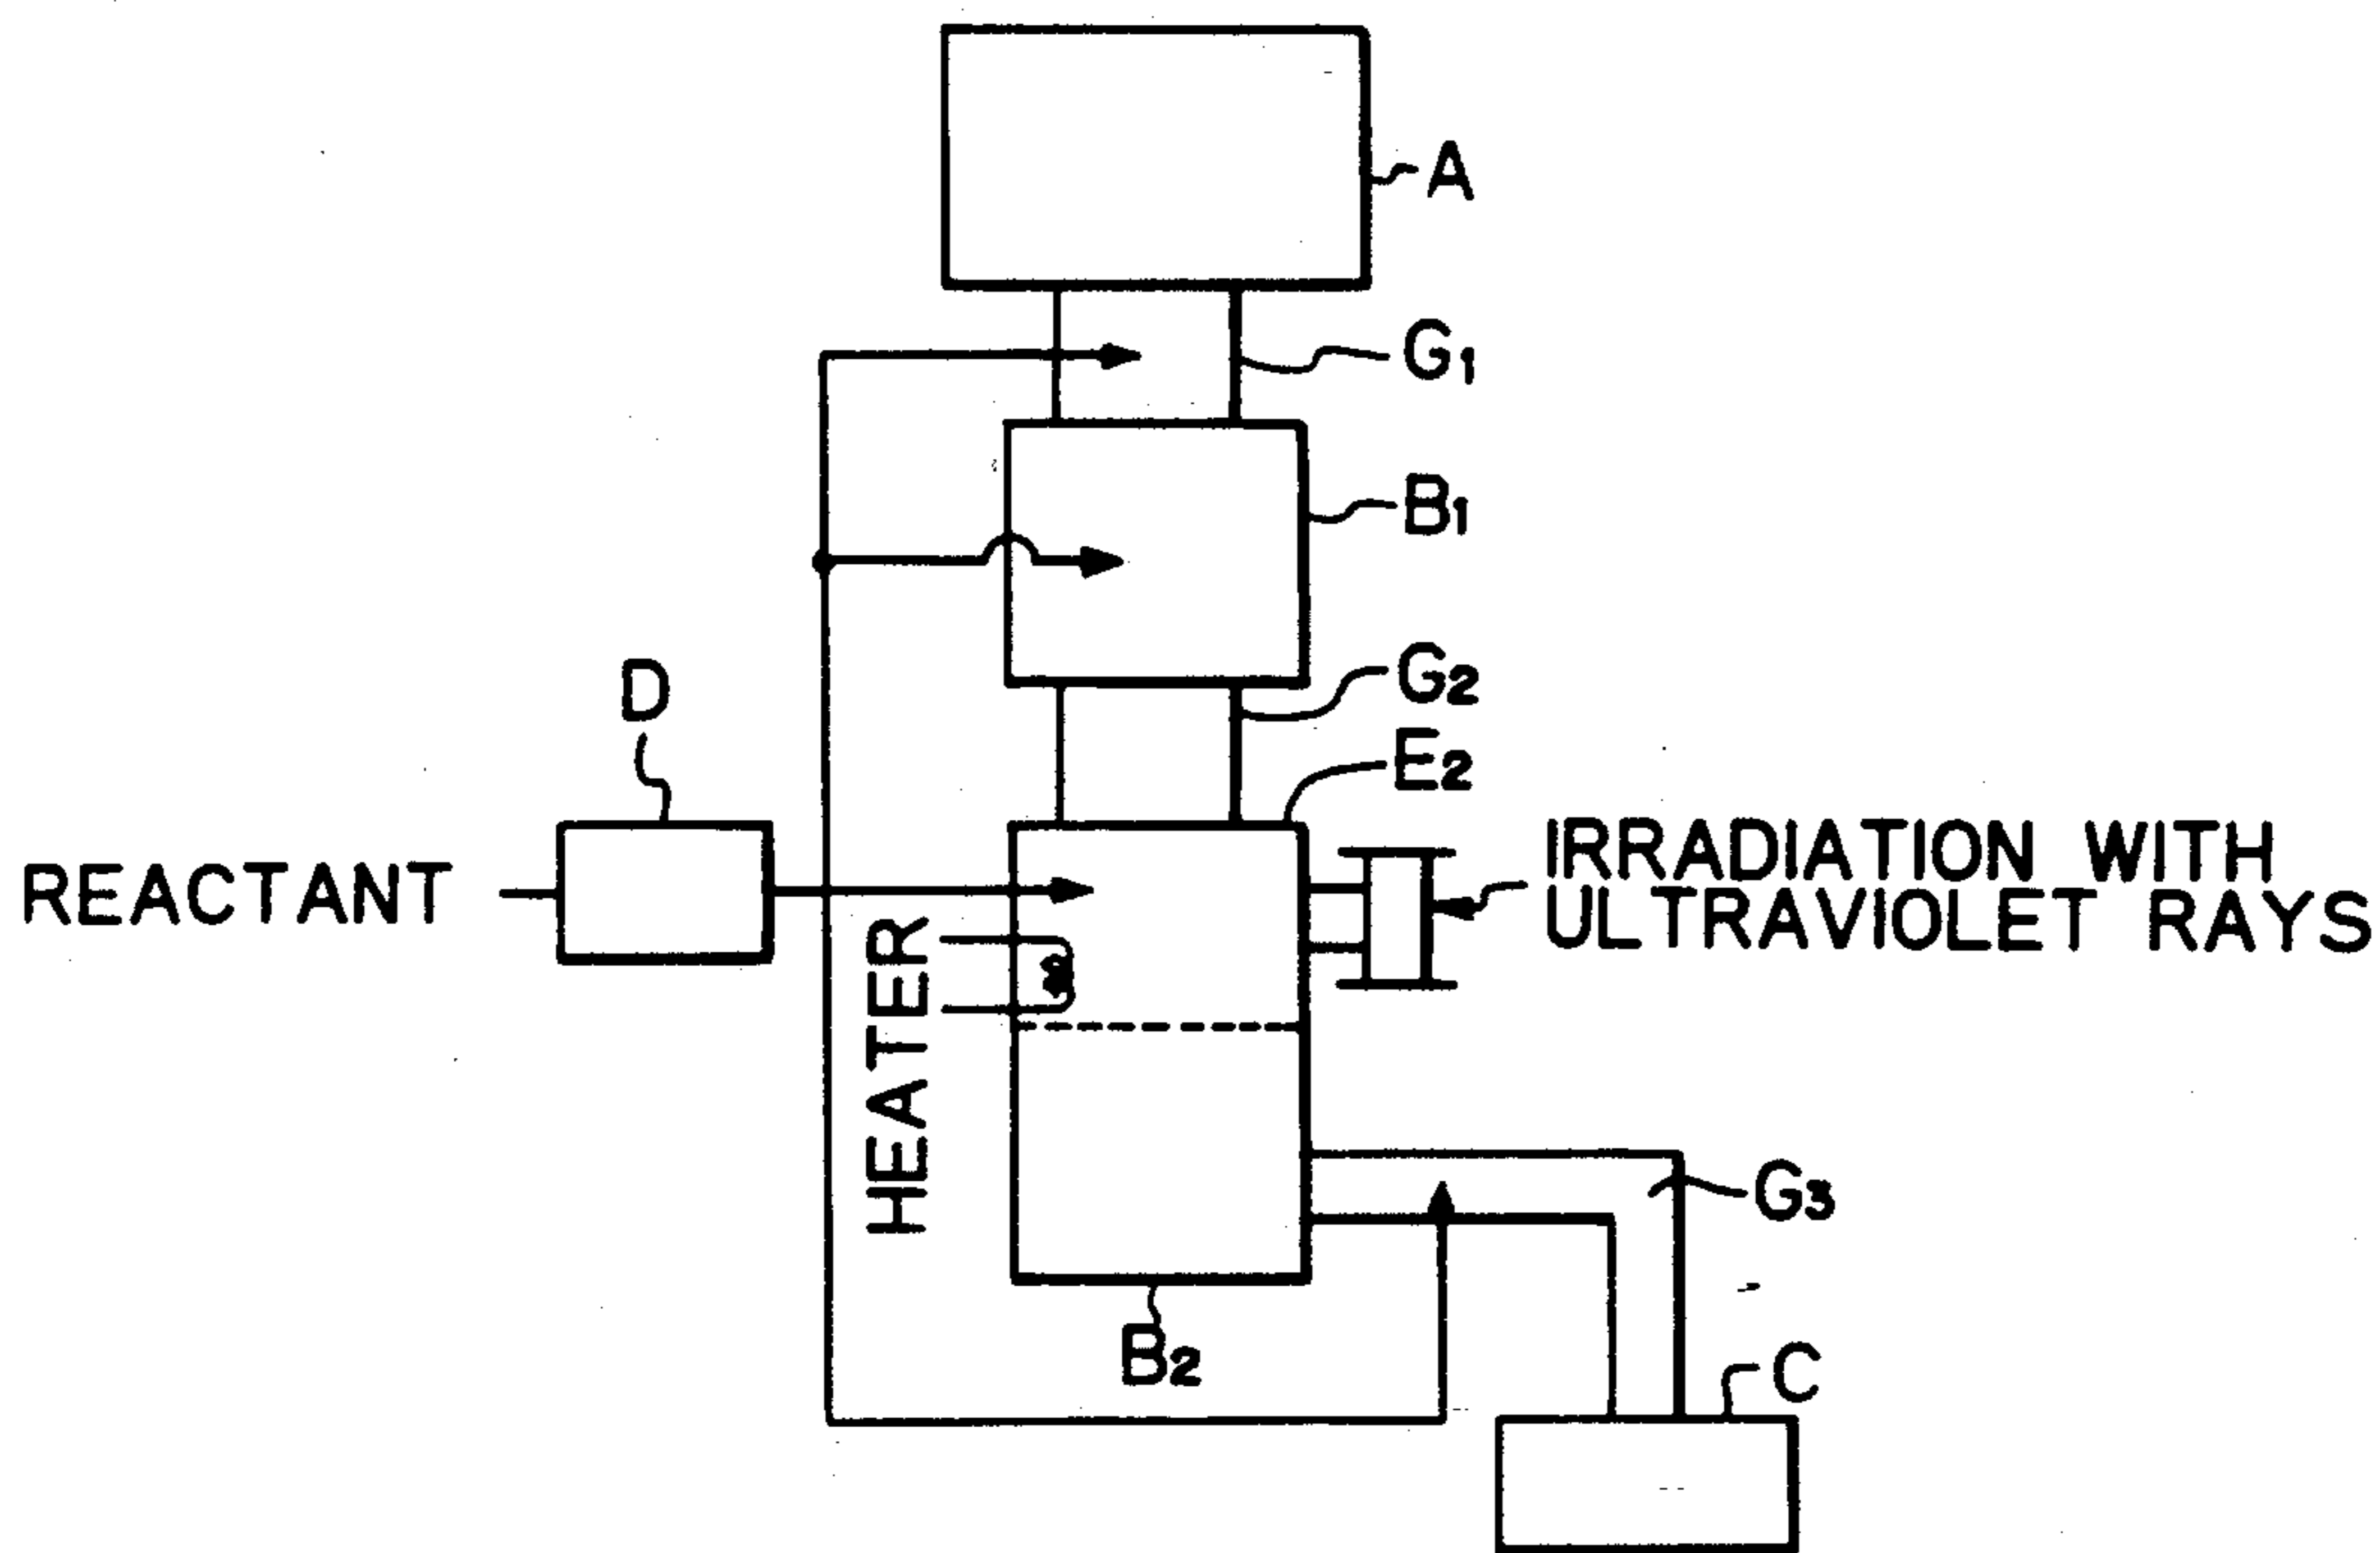 A
G1
B1
G2
D
E2
IRRADIATION WITH
ULTRAVIOLET RAYS
REACTANT
HEATER
G3
B2
C